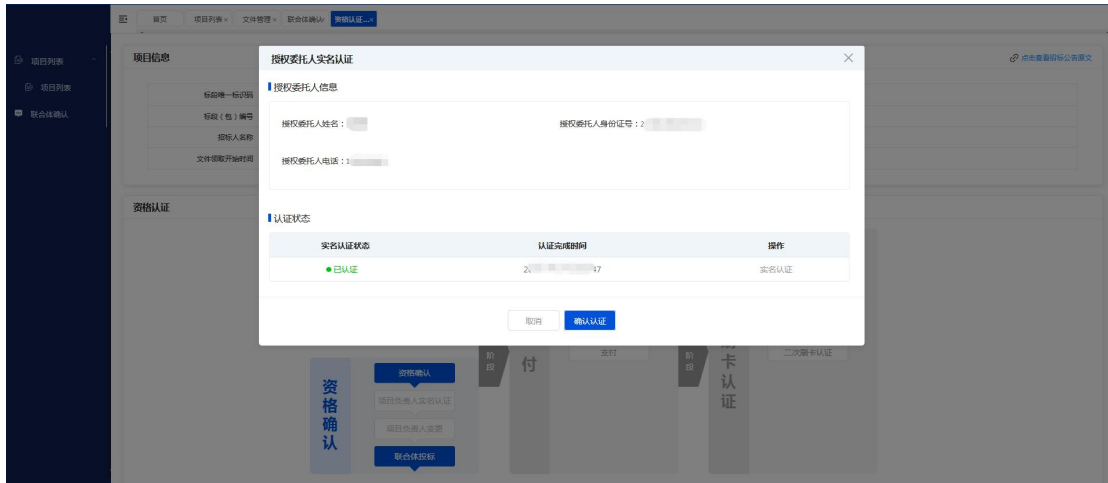 首页 项目列表× 文件管理× 联合体确认× 资格认证...×
项目列表
项目列表
联合体确认
项目信息
点击查看招标公告原文
标段唯一标识码
标段（包）编号
招标人名称
文件领取开始时间
授权委托人实名认证
授权委托人信息
授权委托人姓名：
授权委托人身份证号：2
授权委托人电话：1
认证状态
实名认证状态 认证完成时间 操作
已认证 2 47 实名认证
取消 确认认证
资格认证
资格确认
资格确认
项目负责人实名认证
项目负责人变更
联合体投标
阶段
付
支付
阶段
卡认证
二次刷卡认证